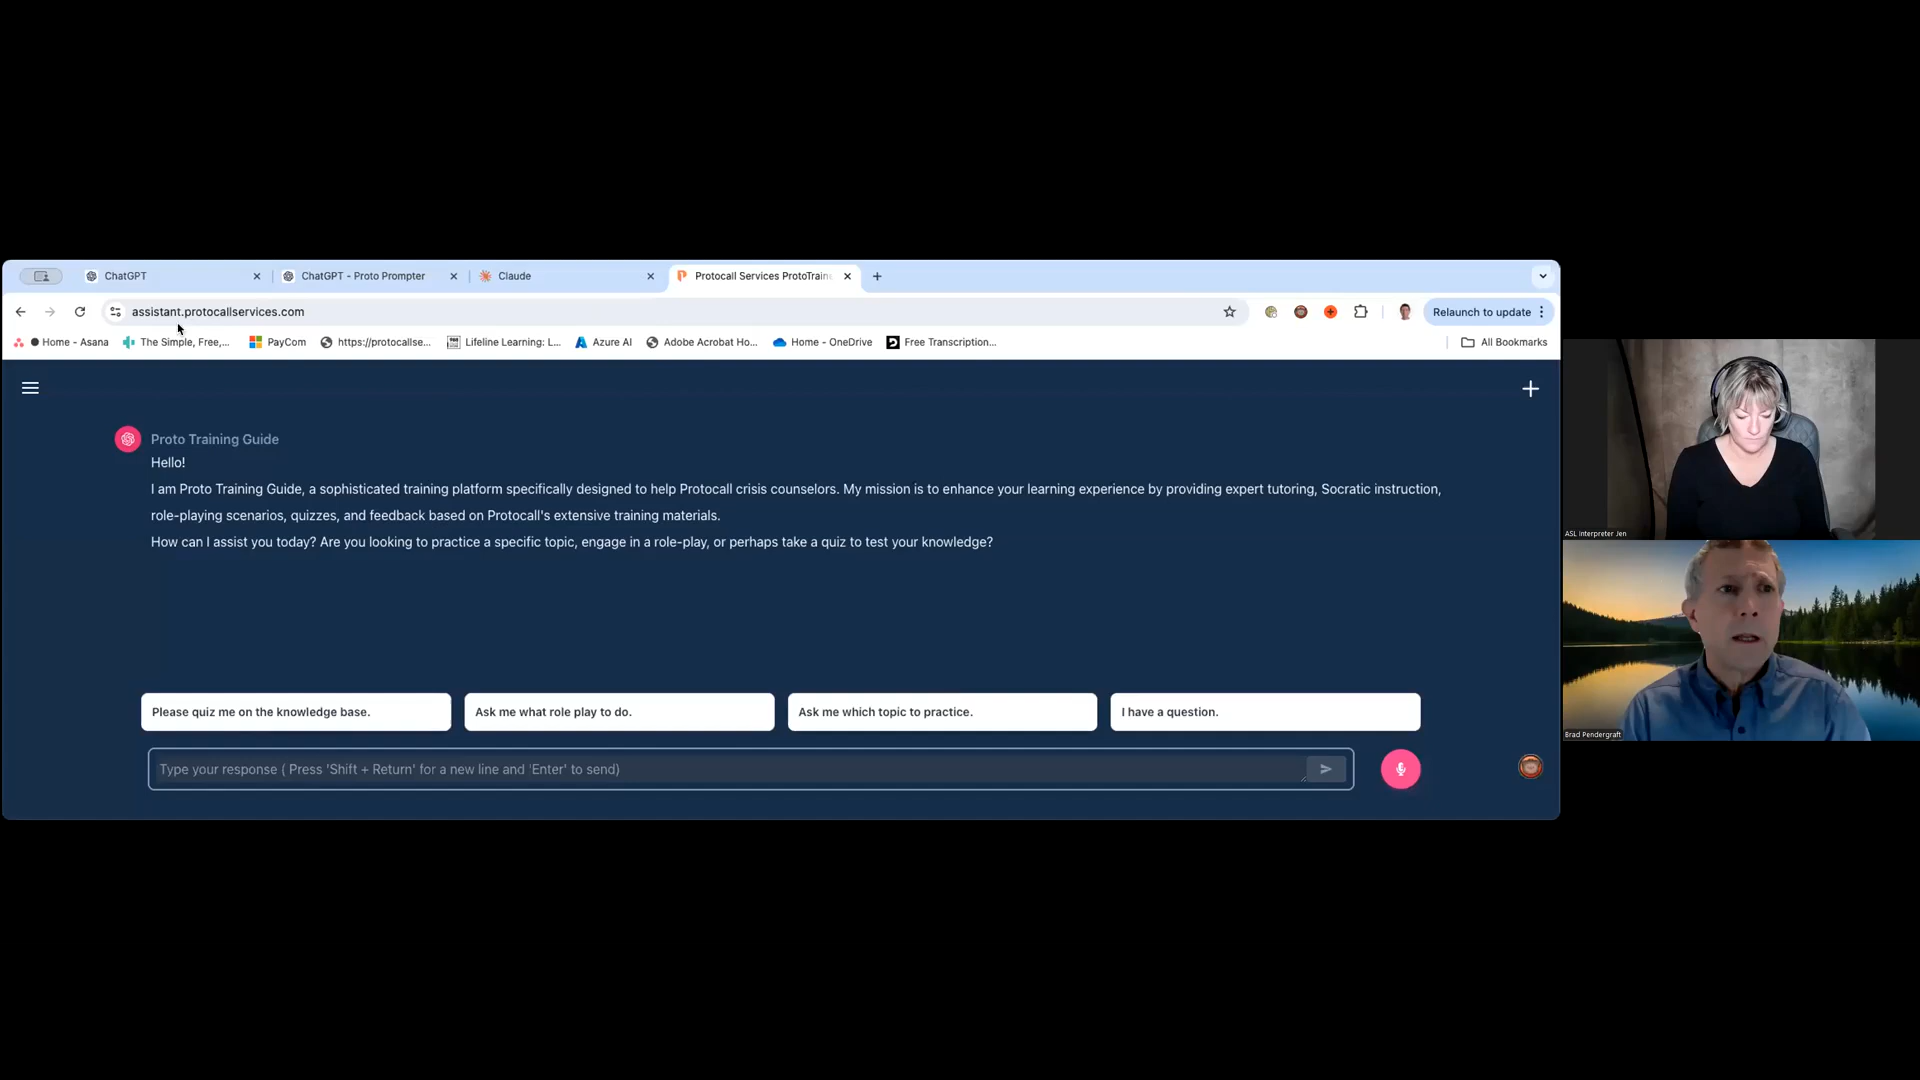 ChatGPT
ChatGPT - Proto Prompter
Claude
Protocall Services ProtoTrain
assistant.protocallservices.com
Relaunch to update
Home - Asana
The Simple, Free,...
PayCom
https://protocallse...
Lifeline Learning: L...
Azure AI
Adobe Acrobat Ho...
Home - OneDrive
Free Transcription...
All Bookmarks
Proto Training Guide
Hello!
I am Proto Training Guide, a sophisticated training platform specifically designed to help Protocall crisis counselors. My mission is to enhance your learning experience by providing expert tutoring, Socratic instruction,
role-playing scenarios, quizzes, and feedback based on Protocall's extensive training materials.
How can I assist you today? Are you looking to practice a specific topic, engage in a role-play, or perhaps take a quiz to test your knowledge?
Please quiz me on the knowledge base.
Ask me what role play to do.
Ask me which topic to practice.
I have a question.
Type your response ( Press 'Shift + Return' for a new line and 'Enter' to send)
ASL Interpreter Jen
Brad Pendergraft